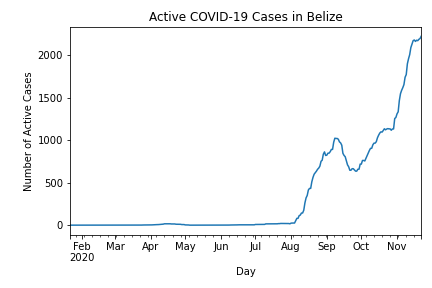 Active COVID-19 Cases in Belize
Number of Active Cases
2000
1500
1000
500
0
Feb Mar Apr May Jun Jul Aug Sep Oct Nov
2020
Day